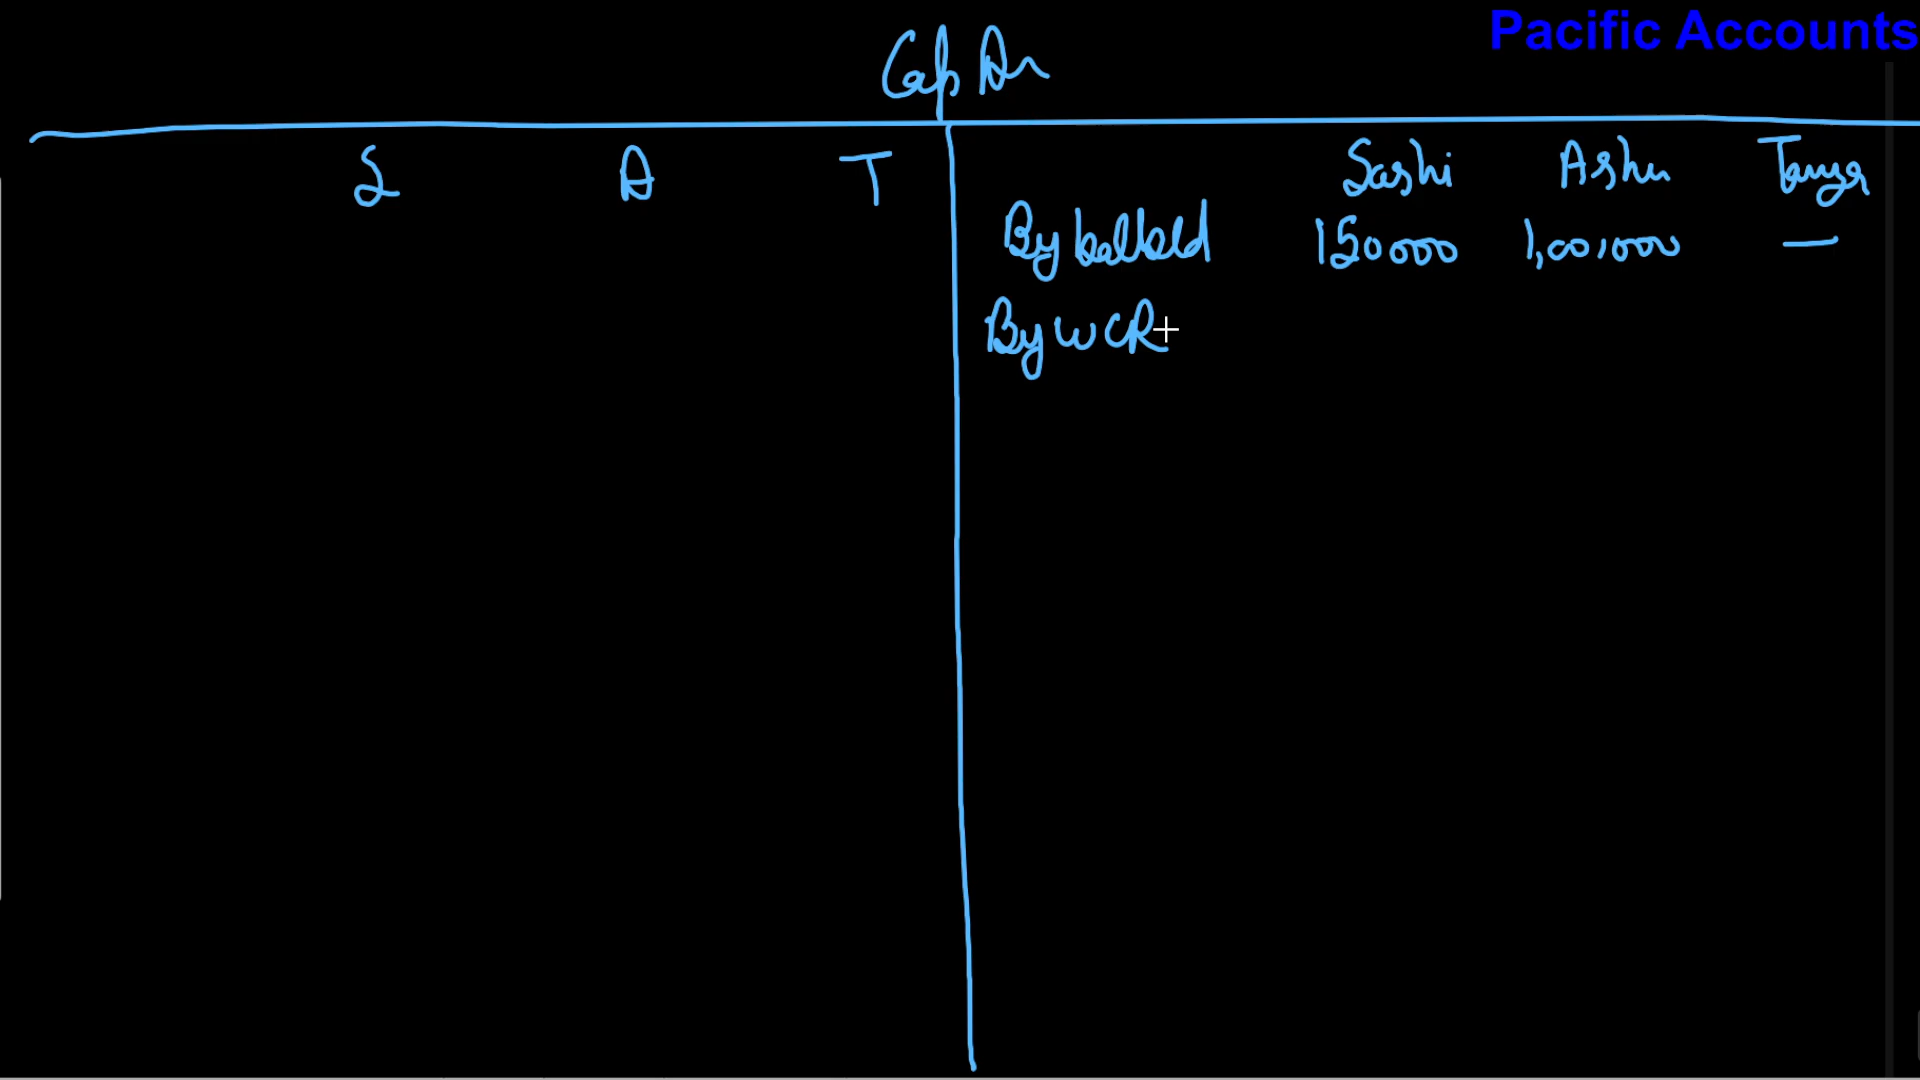 Pacific Accounts
Cap A/c
S A T
Sashi Ashu Tanya
By bal b/d 150000 1,00,000 —
By WCR